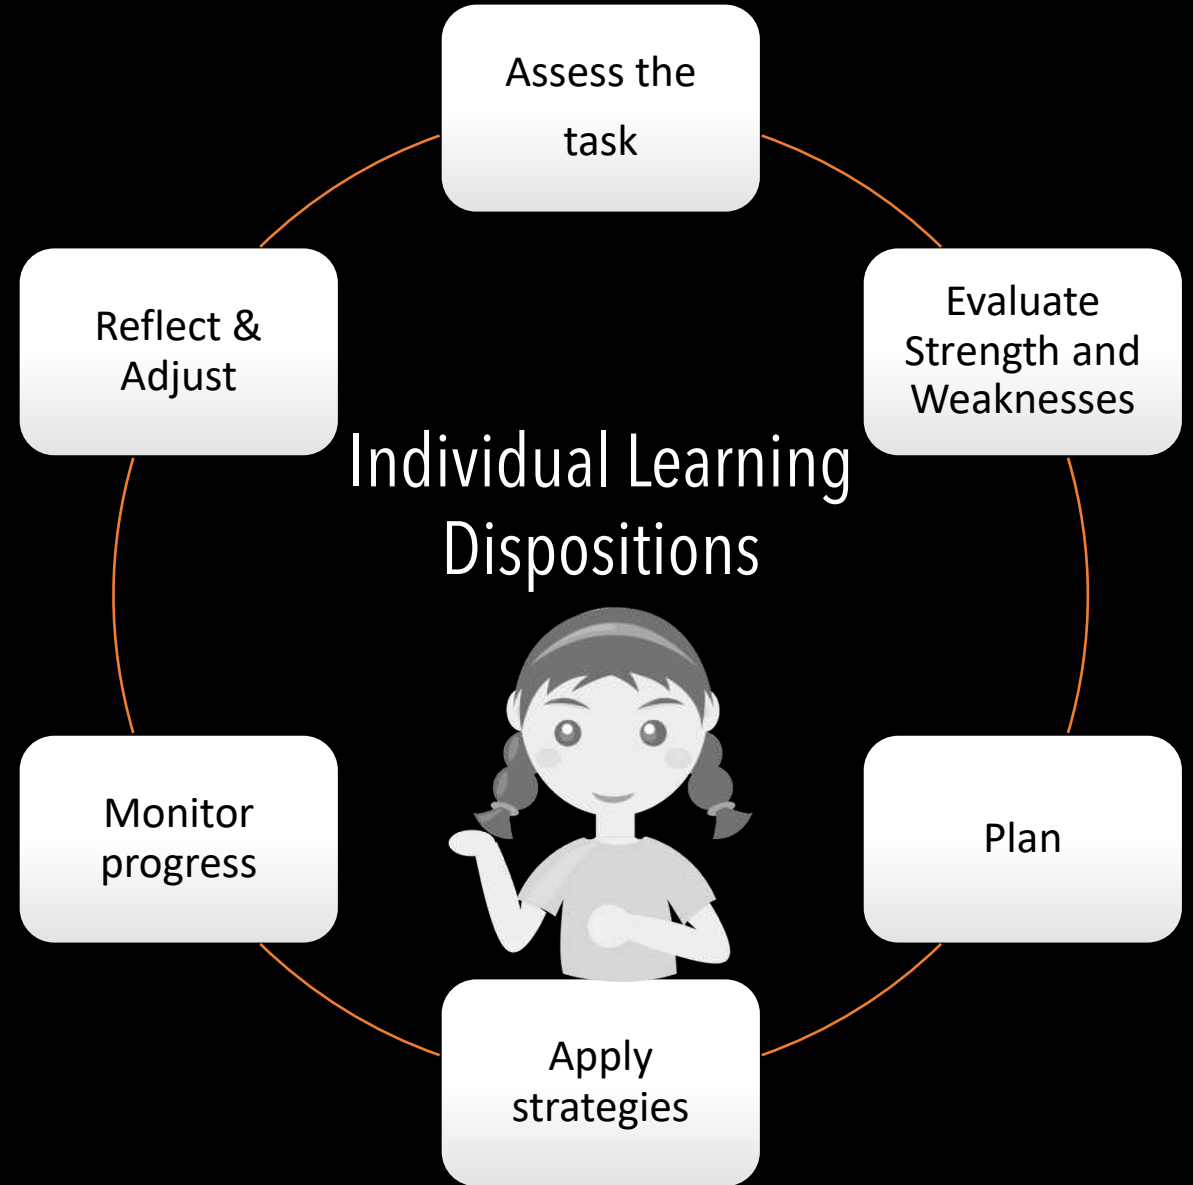 Assess the
task
Evaluate
Strength and
Weaknesses
Plan
Apply
strategies
Monitor
progress
Reflect &
Adjust
Individual Learning
Dispositions